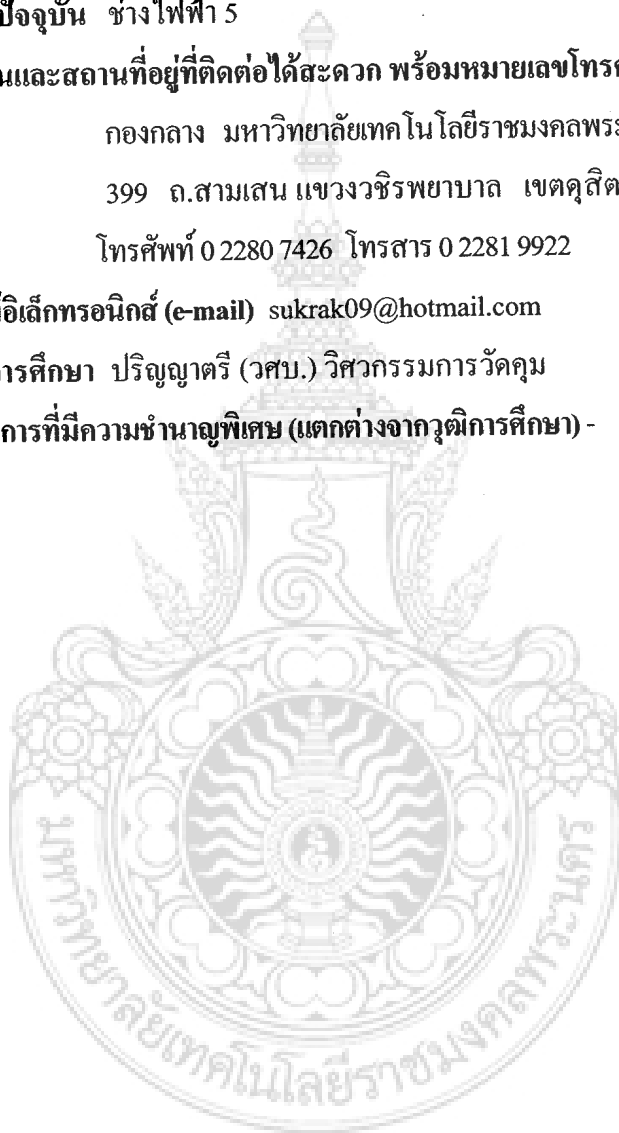 ปัจจุบัน ช่างไฟฟ้า 5
นและสถานที่อยู่ที่ติดต่อได้สะดวก พร้อมหมายเลขโทร
กองกลาง มหาวิทยาลัยเทคโนโลยีราชมงคลพระ
399 ถ.สามเสน แขวงวชิรพยาบาล เขตดุสิต
โทรศัพท์ 0 2280 7426 โทรสาร 0 2281 9922
อิเล็กทรอนิกส์ (e-mail) sukrak09@hotmail.com
การศึกษา ปริญญาตรี (วศบ.) วิศวกรรมการวัดคุม
การที่มีความชำนาญพิเศษ (แตกต่างจากวุฒิการศึกษา) -
มหาวิทยาลัยเทคโนโลยีราชมงคลพระนคร